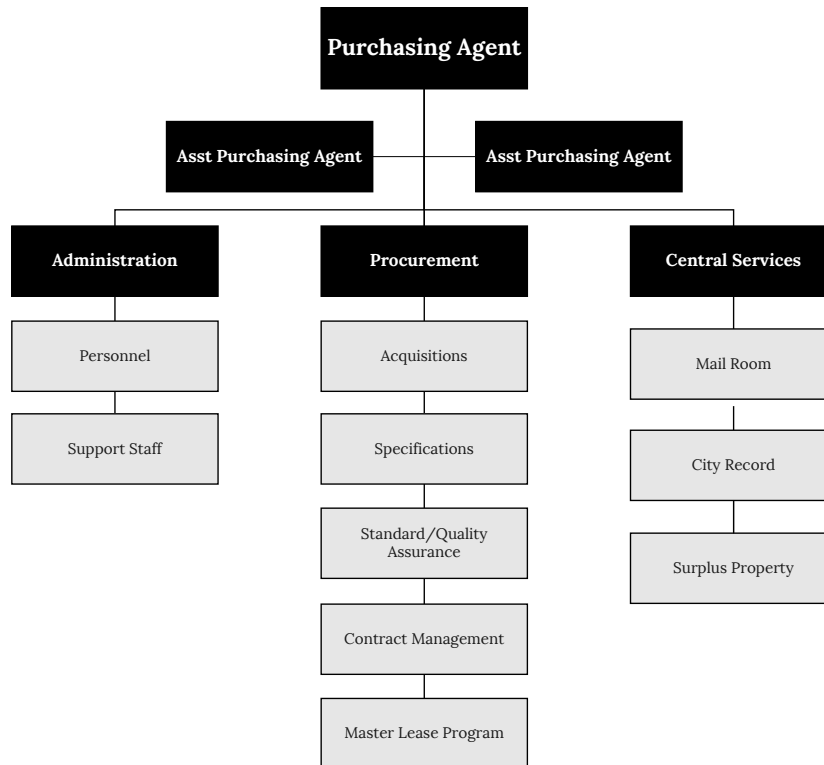 Purchasing Agent
Asst Purchasing Agent
Asst Purchasing Agent
Administration
Procurement
Central Services
Personnel
Acquisitions
Mail Room
Support Staff
Specifications
City Record
Standard/Quality
Assurance
Surplus Property
Contract Management
Master Lease Program